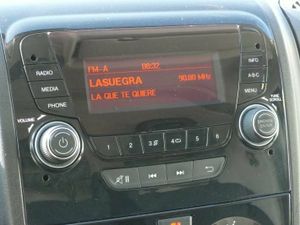 FM-A 08:32
RADIO INFO
LASUEGRA 90.80 MHz
A-B-C
MEDIA
LA QUE TE QUIERE
MENU
PHONE
VOLUME TUNE SCROLL
1 2 3 4 5 6